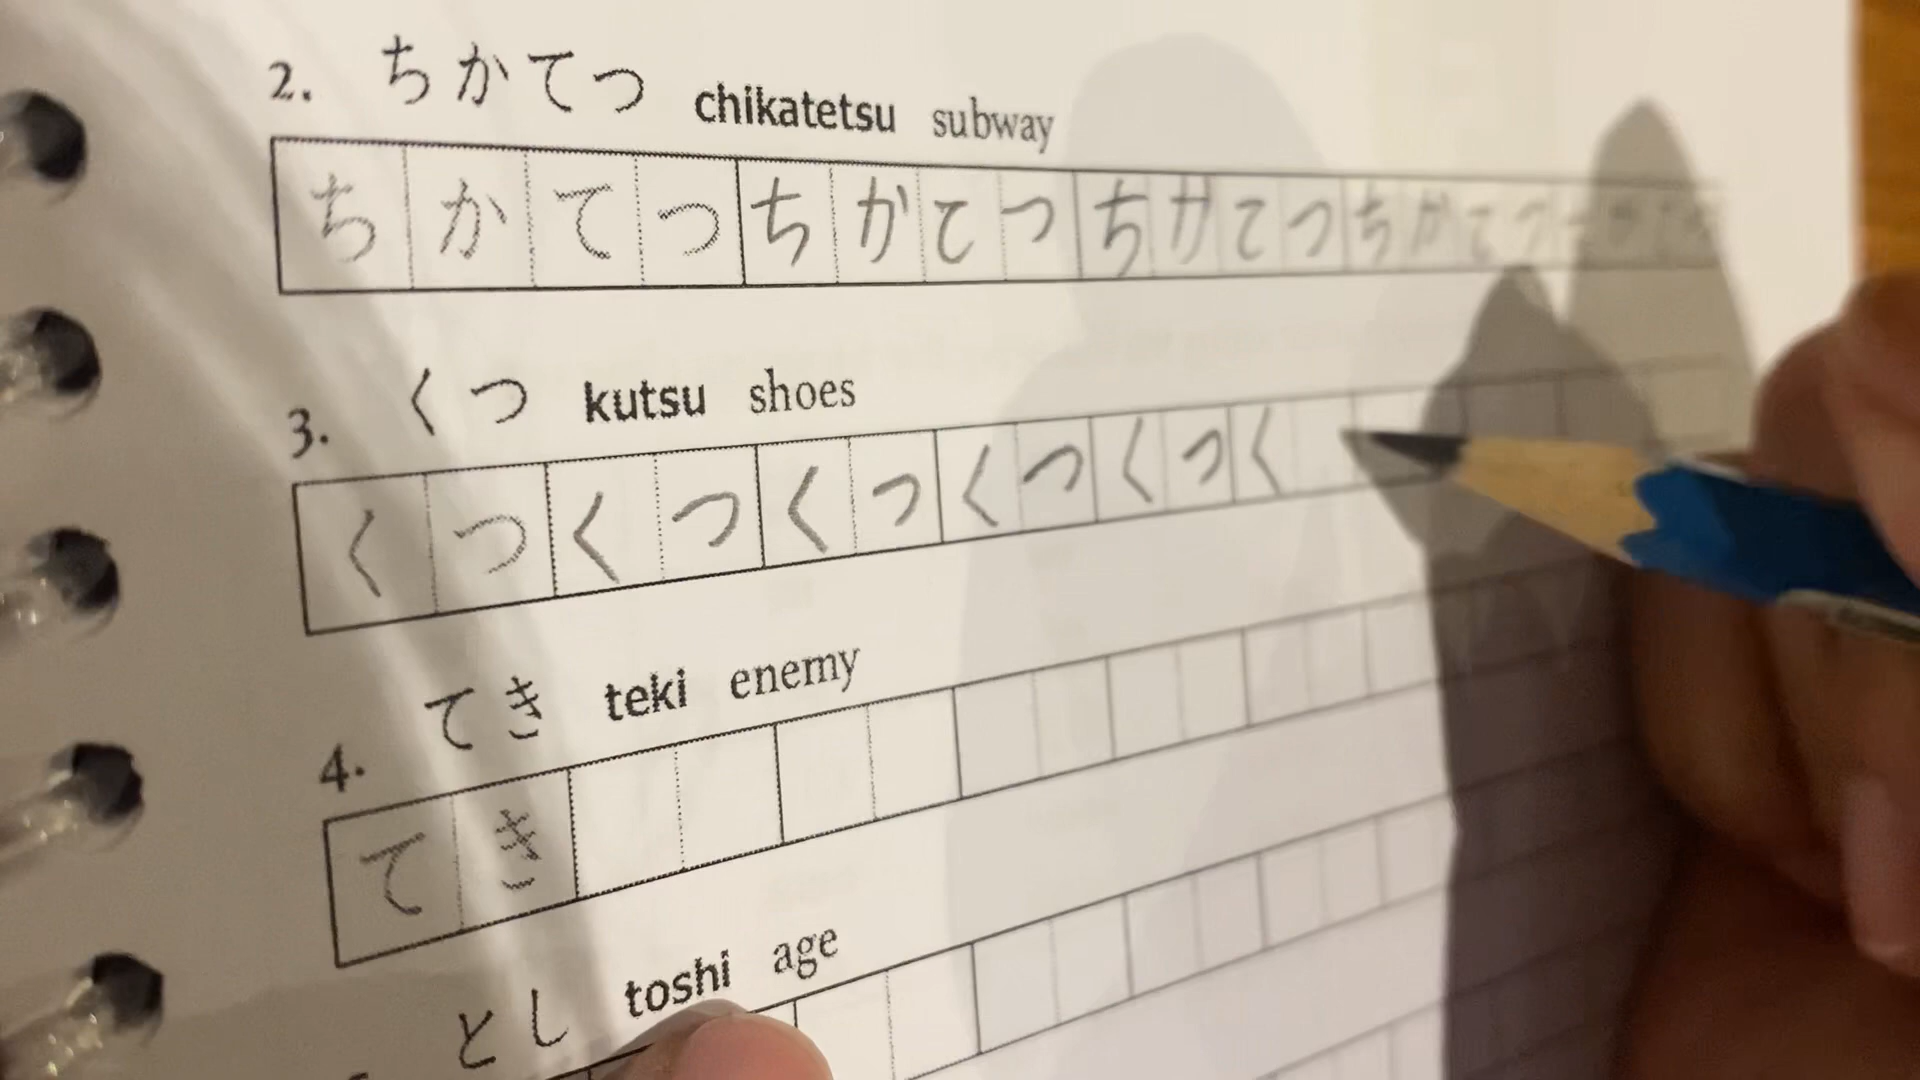 2. ちかてつ chikatetsu subway
ちかてつちかてつちかてつちかてつ
3. くつ kutsu shoes
くつくつくつくつくつく
4. てき teki enemy
てき
とし toshi age